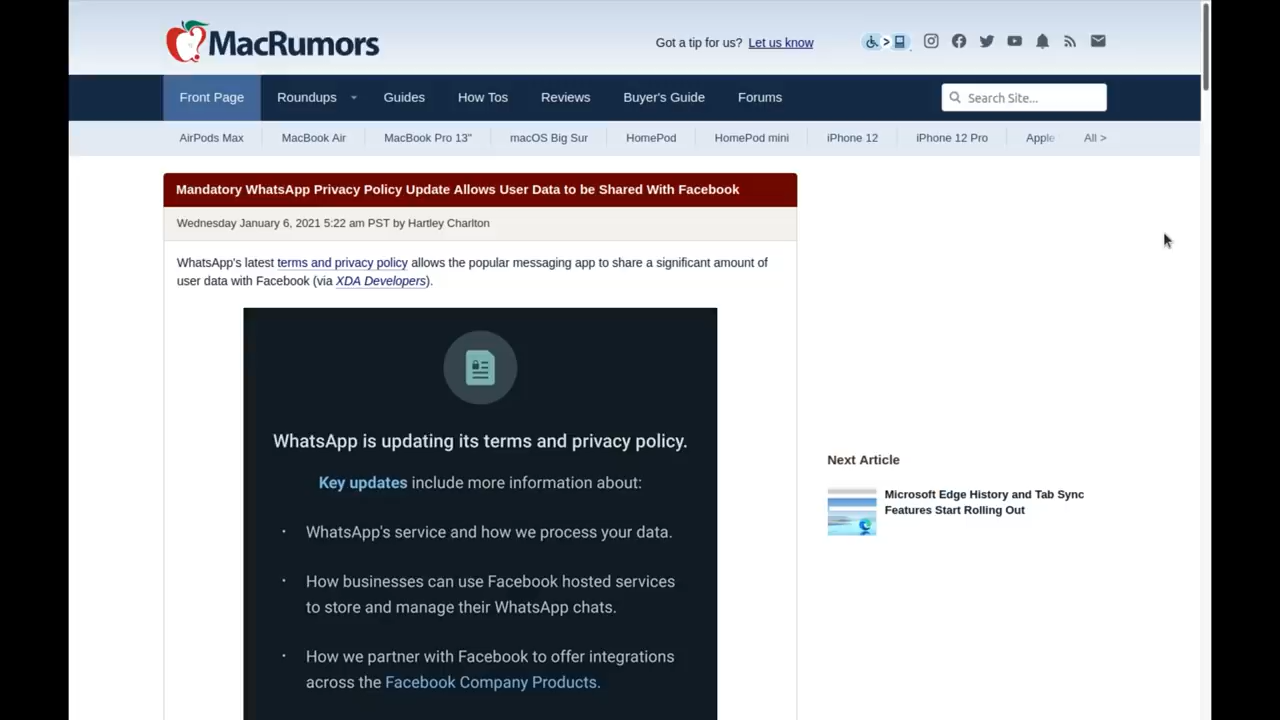 MacRumors
Got a tip for us? Let us know
Front Page Roundups Guides How Tos Reviews Buyer's Guide Forums Search Site...
AirPods Max MacBook Air MacBook Pro 13" macOS Big Sur HomePod HomePod mini iPhone 12 iPhone 12 Pro Apple All >
Mandatory WhatsApp Privacy Policy Update Allows User Data to be Shared With Facebook
Wednesday January 6, 2021 5:22 am PST by Hartley Charlton
WhatsApp's latest terms and privacy policy allows the popular messaging app to share a significant amount of
user data with Facebook (via XDA Developers).
WhatsApp is updating its terms and privacy policy.
Key updates include more information about:
· WhatsApp's service and how we process your data.
· How businesses can use Facebook hosted services
to store and manage their WhatsApp chats.
· How we partner with Facebook to offer integrations
across the Facebook Company Products.
Next Article
Microsoft Edge History and Tab Sync
Features Start Rolling Out